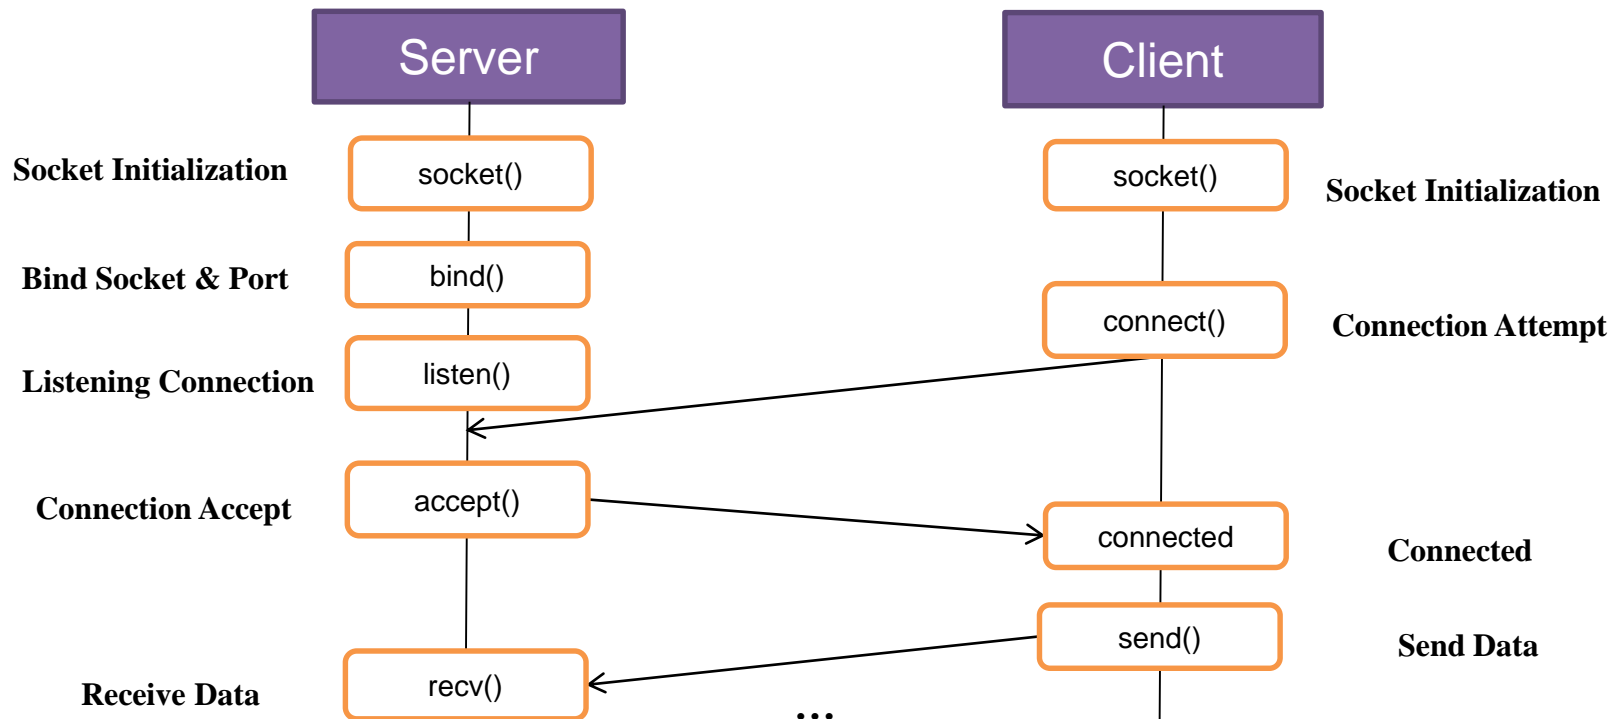 Server
Client
Socket Initialization
socket()
socket()
Socket Initialization
Bind Socket & Port
bind()
connect()
Connection Attempt
Listening Connection
listen()
Connection Accept
accept()
connected
Connected
send()
Send Data
Receive Data
recv()
...